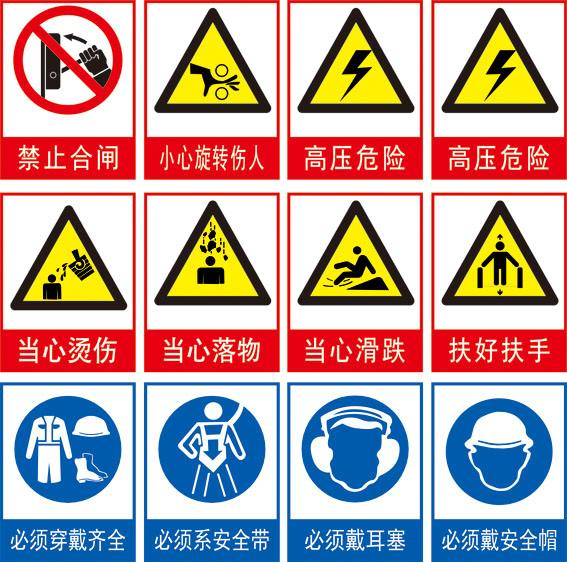 禁止合闸
小心旋转伤人
高压危险
高压危险
当心烫伤
当心落物
当心滑跌
扶好扶手
必须穿戴齐全
必须系安全带
必须戴耳塞
必须戴安全帽